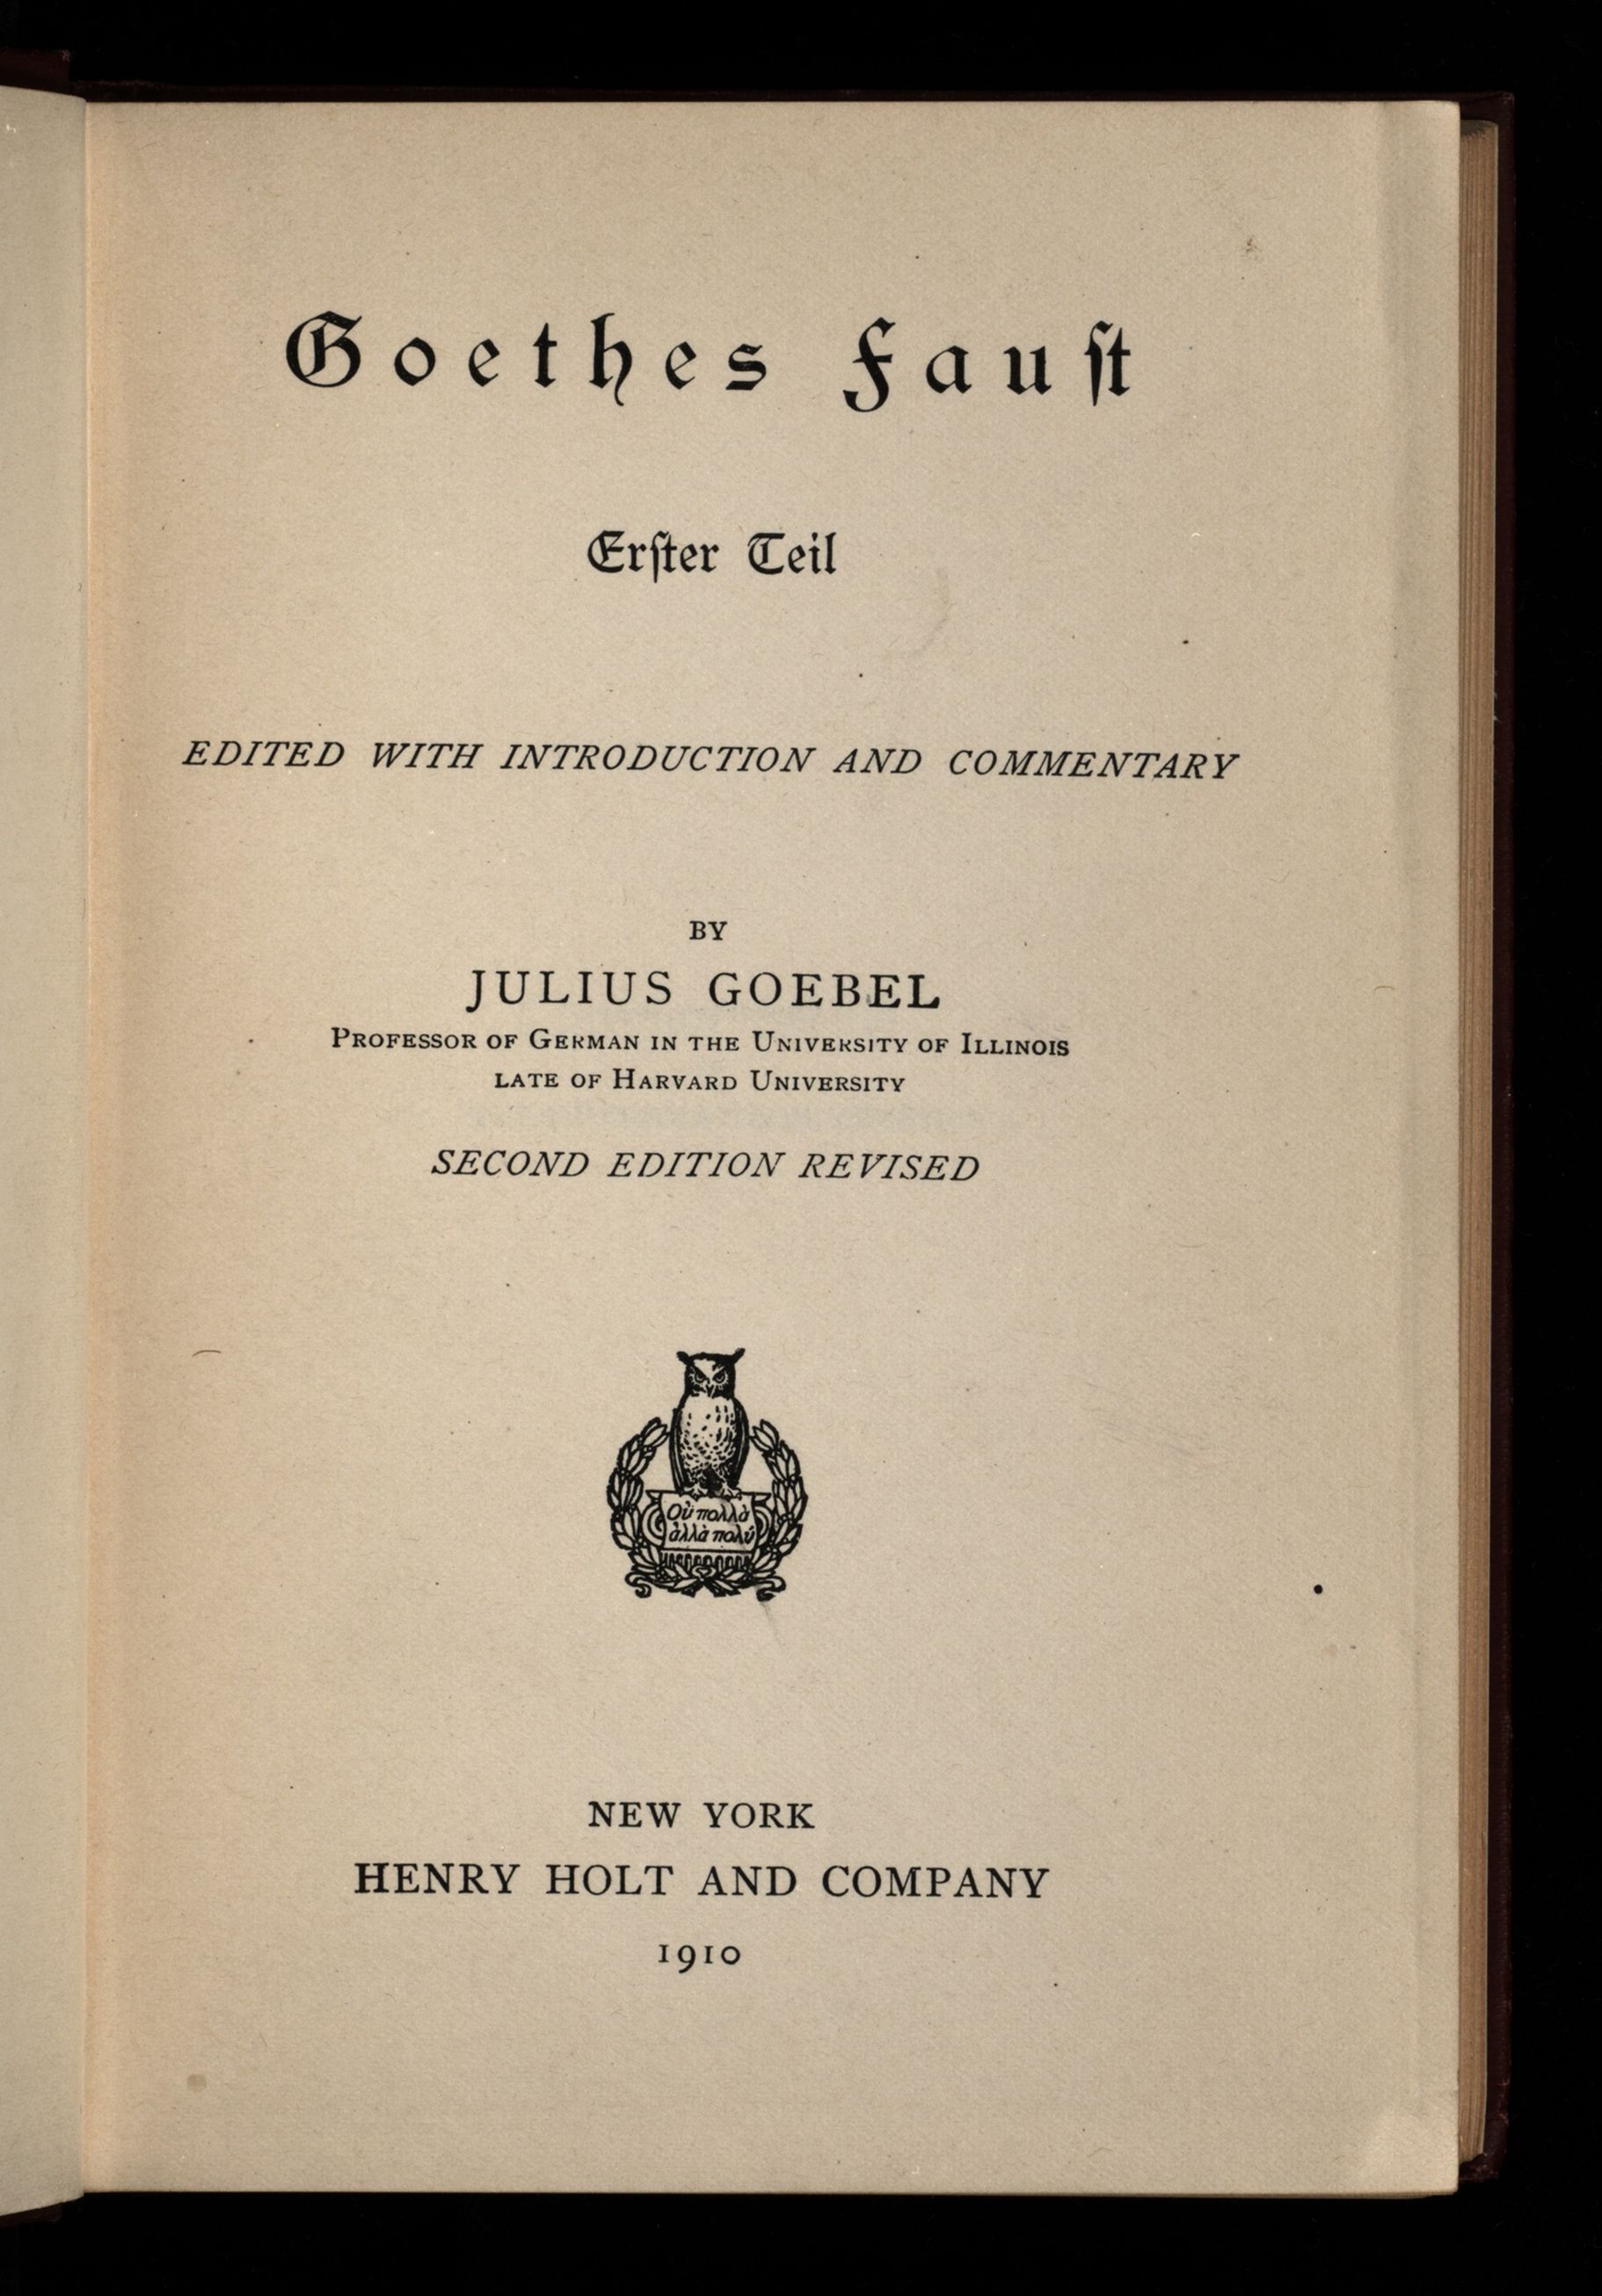 Goethes Fauſt
Erſter Teil
EDITED WITH INTRODUCTION AND COMMENTARY
BY
JULIUS GOEBEL
PROFESSOR OF GERMAN IN THE UNIVERSITY OF ILLINOIS
LATE OF HARVARD UNIVERSITY
SECOND EDITION REVISED
Οὐ πολλὰ
ἀλλὰ πολύ
NEW YORK
HENRY HOLT AND COMPANY
1910